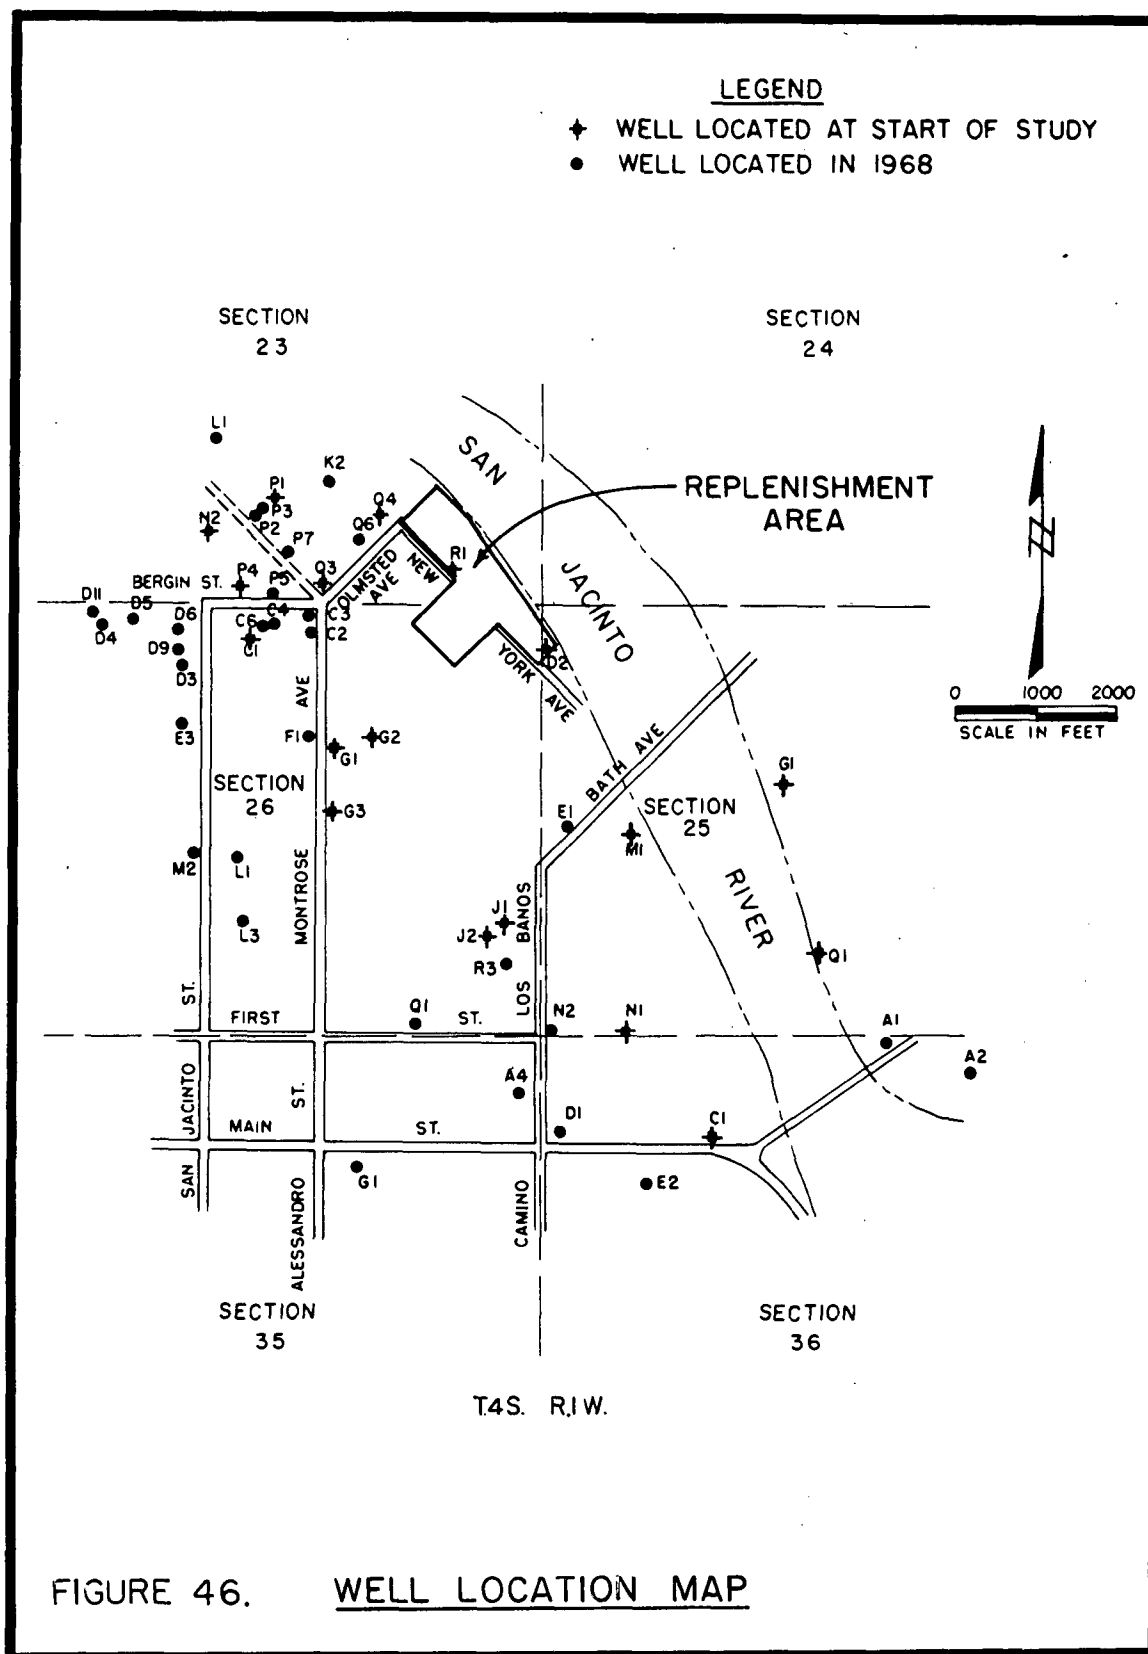 LEGEND
WELL LOCATED AT START OF STUDY
WELL LOCATED IN 1968
SECTION
23
SECTION
24
L1
K2
SAN
P1
P3
P2
N2
Q4
Q6
REPLENISHMENT
AREA
P7
R1
NEW
OLMSTED
AVE
JACINTO
BERGIN ST.
P4
P5
Q3
D11
D5
D4
D6
C6
C4
C3
C2
C1
D9
D3
D2
YORK AVE
AVE
0 1000 2000
SCALE IN FEET
E3
F1
G1
G2
BATH AVE
G1
SECTION
26
G3
E1
SECTION
25
M1
M2
L1
L3
MONTROSE
J1
J2
R3
BANOS
LOS
RIVER
Q1
ST.
FIRST
Q1
ST.
N2
N1
A1
A2
JACINTO
ST.
A4
MAIN
ST.
D1
C1
SAN
G1
E2
ALESSANDRO
CAMINO
SECTION
35
SECTION
36
T.4S. R.1W.
FIGURE 46. WELL LOCATION MAP